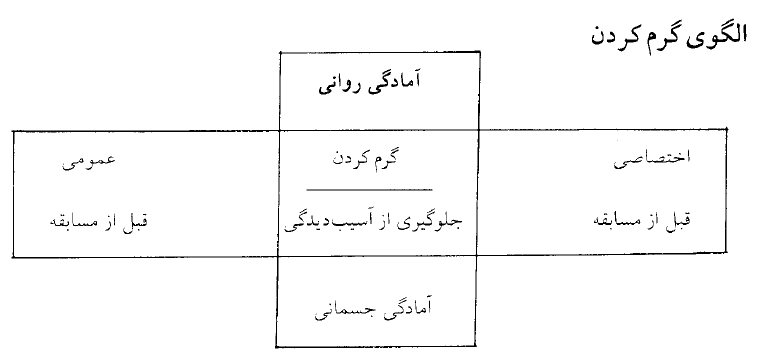 الگوی گرم کردن
آمادگی روانی
اختصاصی
گرم کردن
عمومی
قبل از مسابقه
جلوگیری از آسیب‌دیدگی
قبل از مسابقه
آمادگی جسمانی